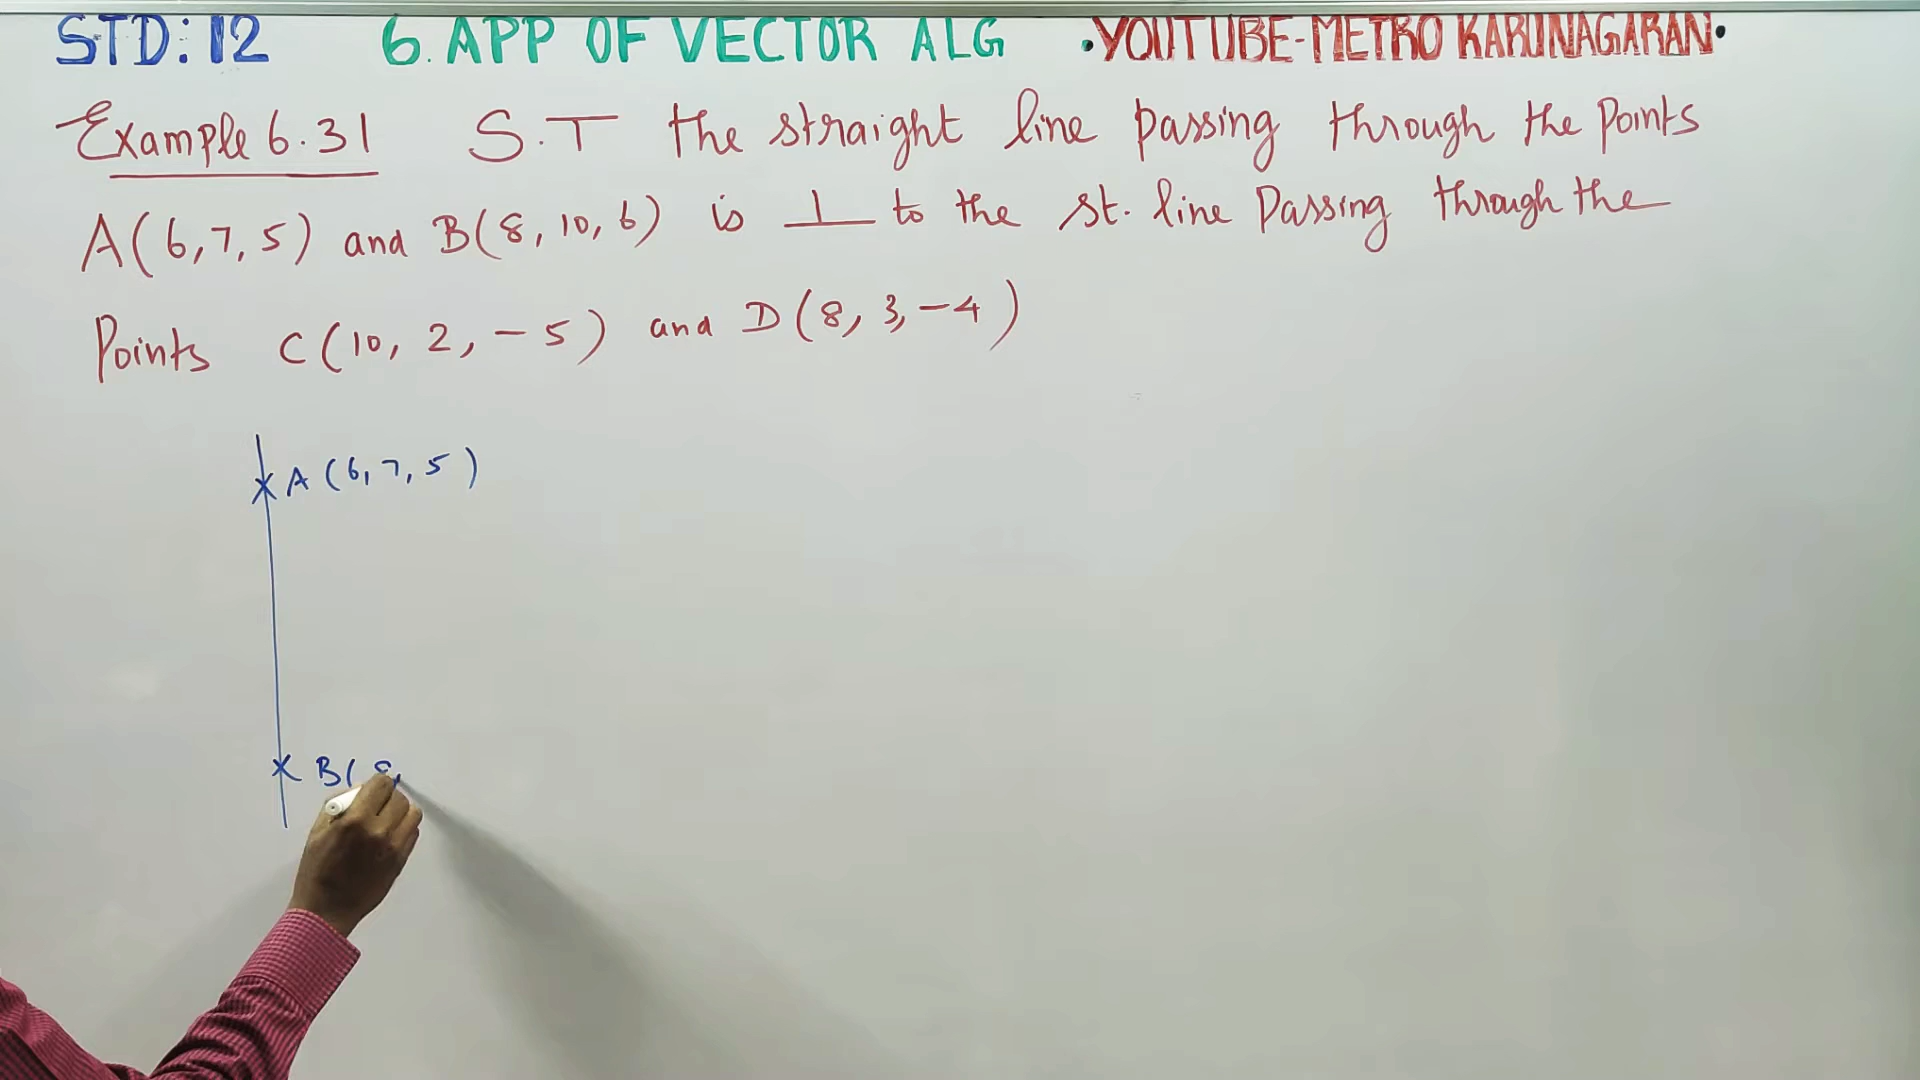 STD: 12 6. APP OF VECTOR ALG •YOUTUBE-METRO KARUNAGARAN•
Example 6.31 S.T the straight line passing through the points
A(6,7,5) and B(8,10,6) is ⊥ to the st. line passing through the
Points C(10, 2, -5) and D(8, 3, -4)
A(6,7,5)
B(8,